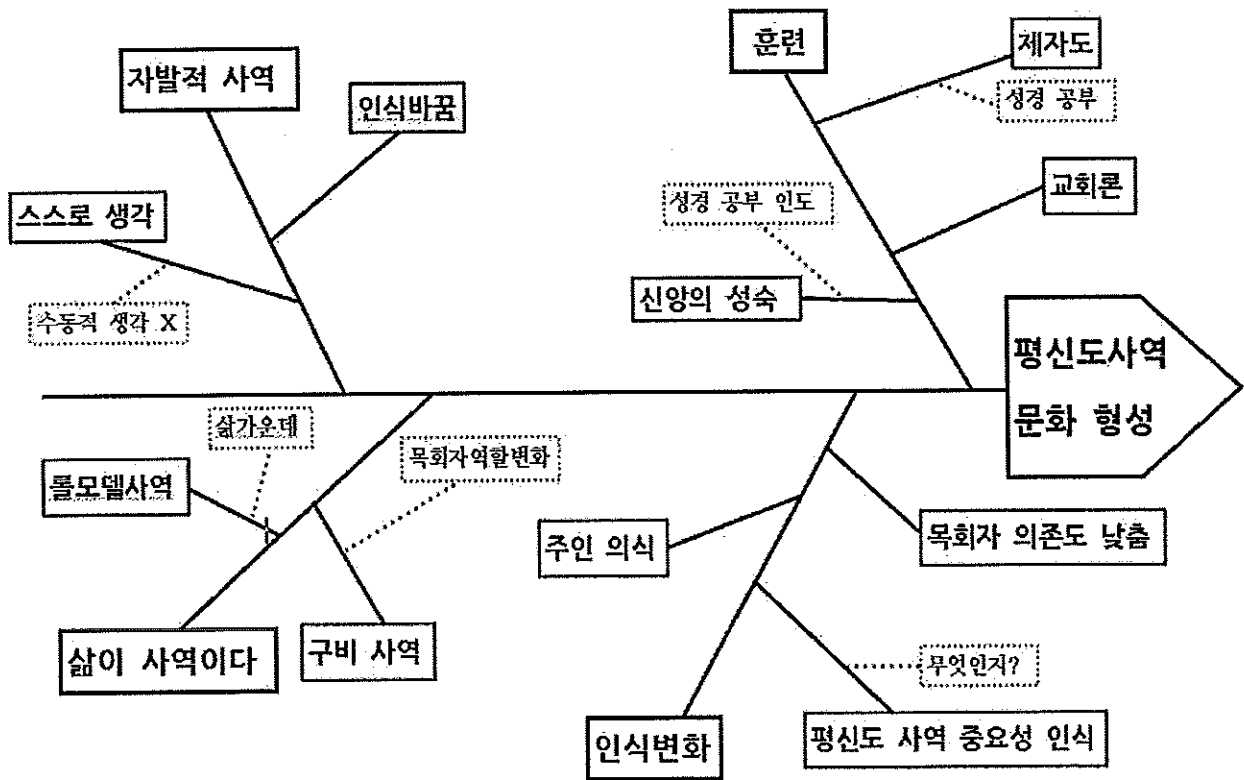 훈련
제자도
자발적 사역
인식바꿈
성경 공부
교회론
스스로 생각
성경 공부 인도
신앙의 성숙
수동적 생각 X
평신도사역
문화 형성
삶가운데
목회자역할변화
롤모델사역
주인 의식
목회자 의존도 낮춤
삶이 사역이다
구비 사역
무엇인지?
인식변화
평신도 사역 중요성 인식